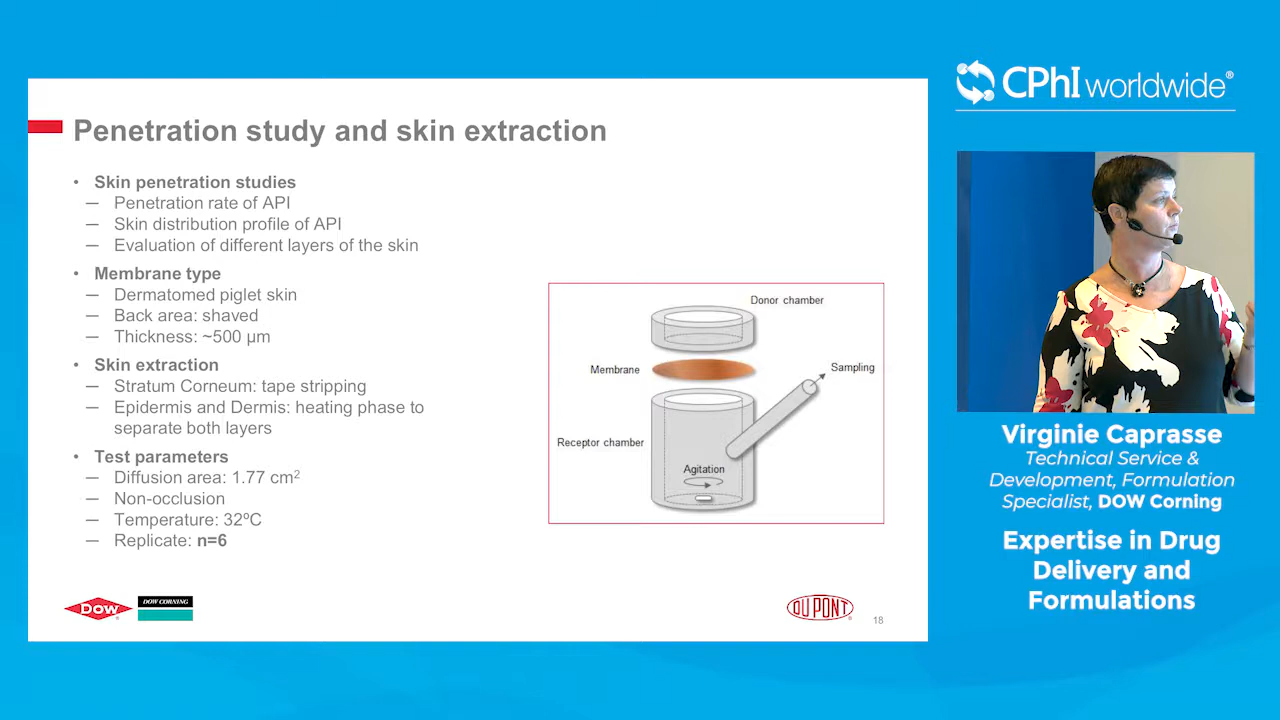 Penetration study and skin extraction
• Skin penetration studies
— Penetration rate of API
— Skin distribution profile of API
— Evaluation of different layers of the skin
• Membrane type
— Dermatomed piglet skin
— Back area: shaved
— Thickness: ~500 µm
• Skin extraction
— Stratum Corneum: tape stripping
— Epidermis and Dermis: heating phase to
separate both layers
• Test parameters
— Diffusion area: 1.77 cm²
— Non-occlusion
— Temperature: 32ºC
— Replicate: n=6
Donor chamber
Membrane
Sampling
Receptor chamber
Agitation
DOW®
DOW CORNING
DU PONT®
18
CPhI worldwide®
Virginie Caprasse
Technical Service &
Development, Formulation
Specialist, DOW Corning
Expertise in Drug
Delivery and
Formulations